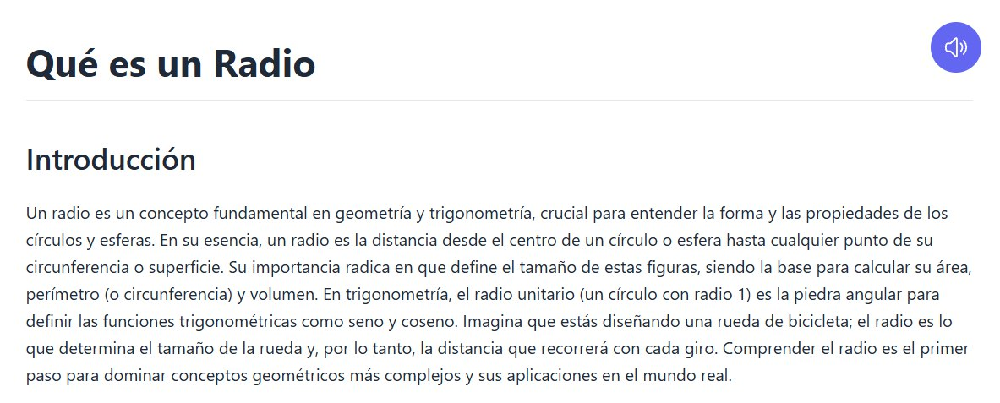 Qué es un Radio
Introducción
Un radio es un concepto fundamental en geometría y trigonometría, crucial para entender la forma y las propiedades de los
círculos y esferas. En su esencia, un radio es la distancia desde el centro de un círculo o esfera hasta cualquier punto de su
circunferencia o superficie. Su importancia radica en que define el tamaño de estas figuras, siendo la base para calcular su área,
perímetro (o circunferencia) y volumen. En trigonometría, el radio unitario (un círculo con radio 1) es la piedra angular para
definir las funciones trigonométricas como seno y coseno. Imagina que estás diseñando una rueda de bicicleta; el radio es lo
que determina el tamaño de la rueda y, por lo tanto, la distancia que recorrerá con cada giro. Comprender el radio es el primer
paso para dominar conceptos geométricos más complejos y sus aplicaciones en el mundo real.